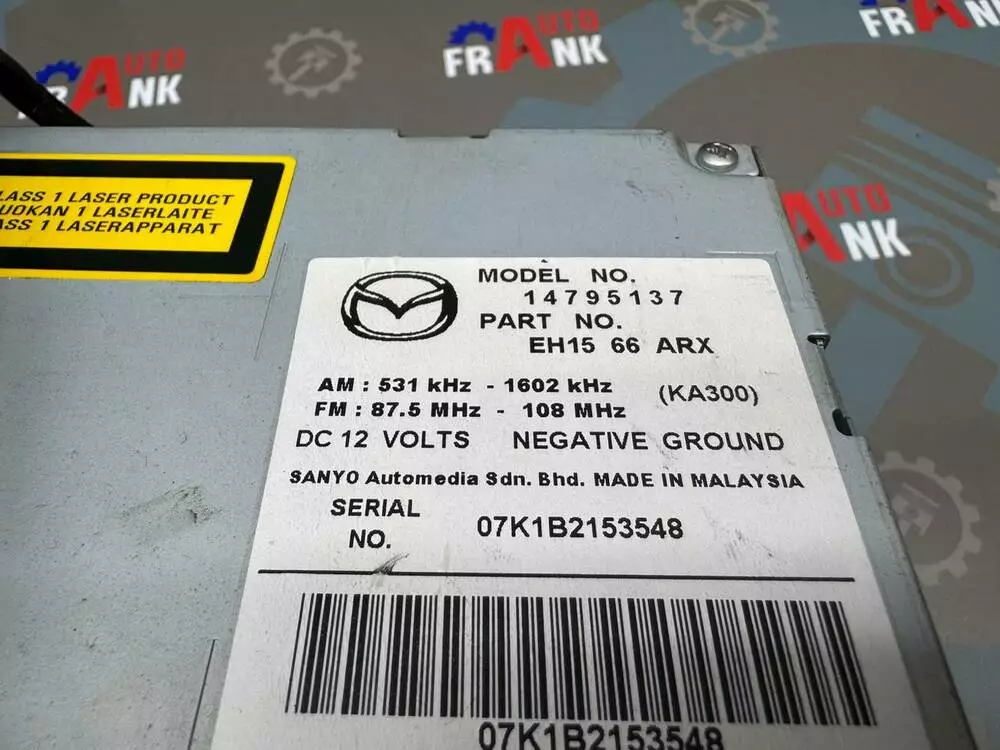 AUTO
FRANK
AUTO
FRANK
AUTO
ANK
LASS 1 LASER PRODUCT
UOKAN 1 LASERLAITE
ASS 1 LASERAPPARAT
MODEL NO.
14795137
PART NO.
EH15 66 ARX
AM : 531 kHz - 1602 kHz
(KA300)
FM : 87.5 MHz - 108 MHz
DC 12 VOLTS NEGATIVE GROUND
SANYO Automedia Sdn. Bhd. MADE IN MALAYSIA
SERIAL
NO.
07K1B2153548
07K1B2153548